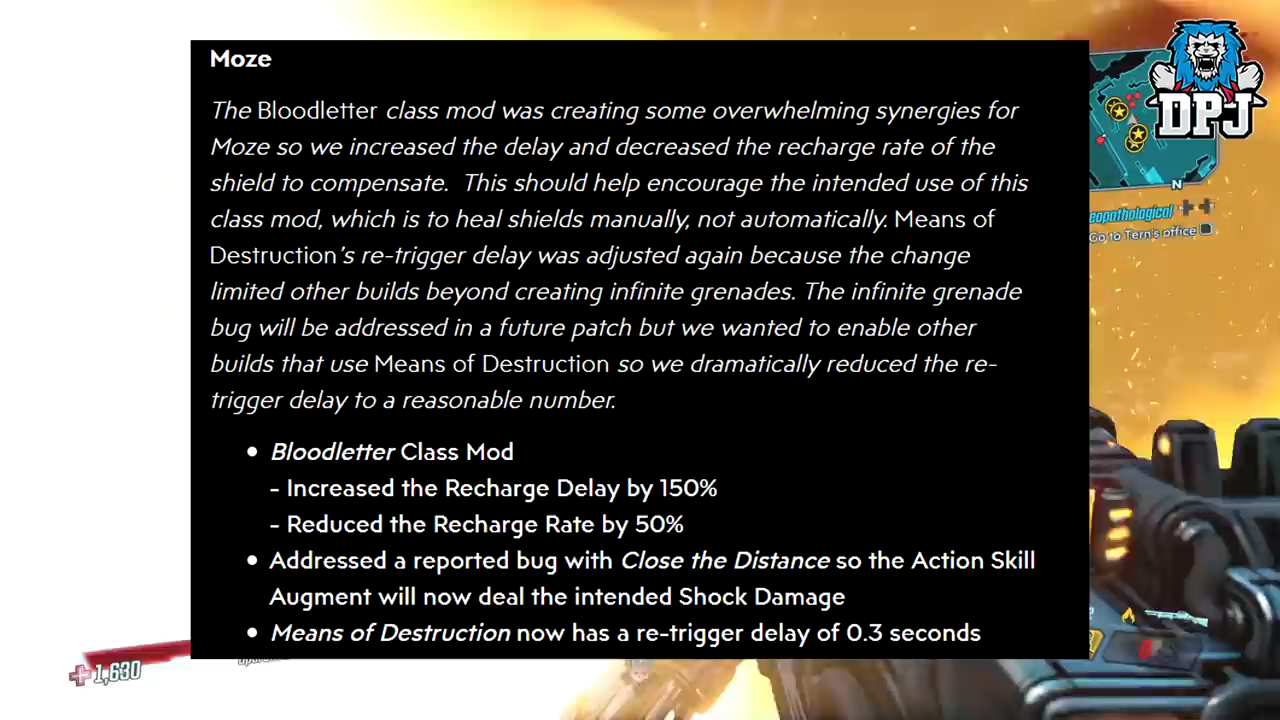 Moze
The Bloodletter class mod was creating some overwhelming synergies for
Moze so we increased the delay and decreased the recharge rate of the
shield to compensate. This should help encourage the intended use of this
class mod, which is to heal shields manually, not automatically. Means of
Destruction's re-trigger delay was adjusted again because the change
limited other builds beyond creating infinite grenades. The infinite grenade
bug will be addressed in a future patch but we wanted to enable other
builds that use Means of Destruction so we dramatically reduced the re-
trigger delay to a reasonable number.
• Bloodletter Class Mod
- Increased the Recharge Delay by 150%
- Reduced the Recharge Rate by 50%
• Addressed a reported bug with Close the Distance so the Action Skill
Augment will now deal the intended Shock Damage
• Means of Destruction now has a re-trigger delay of 0.3 seconds
DPJ
N
eopathological
Go to Tern's office
1,630